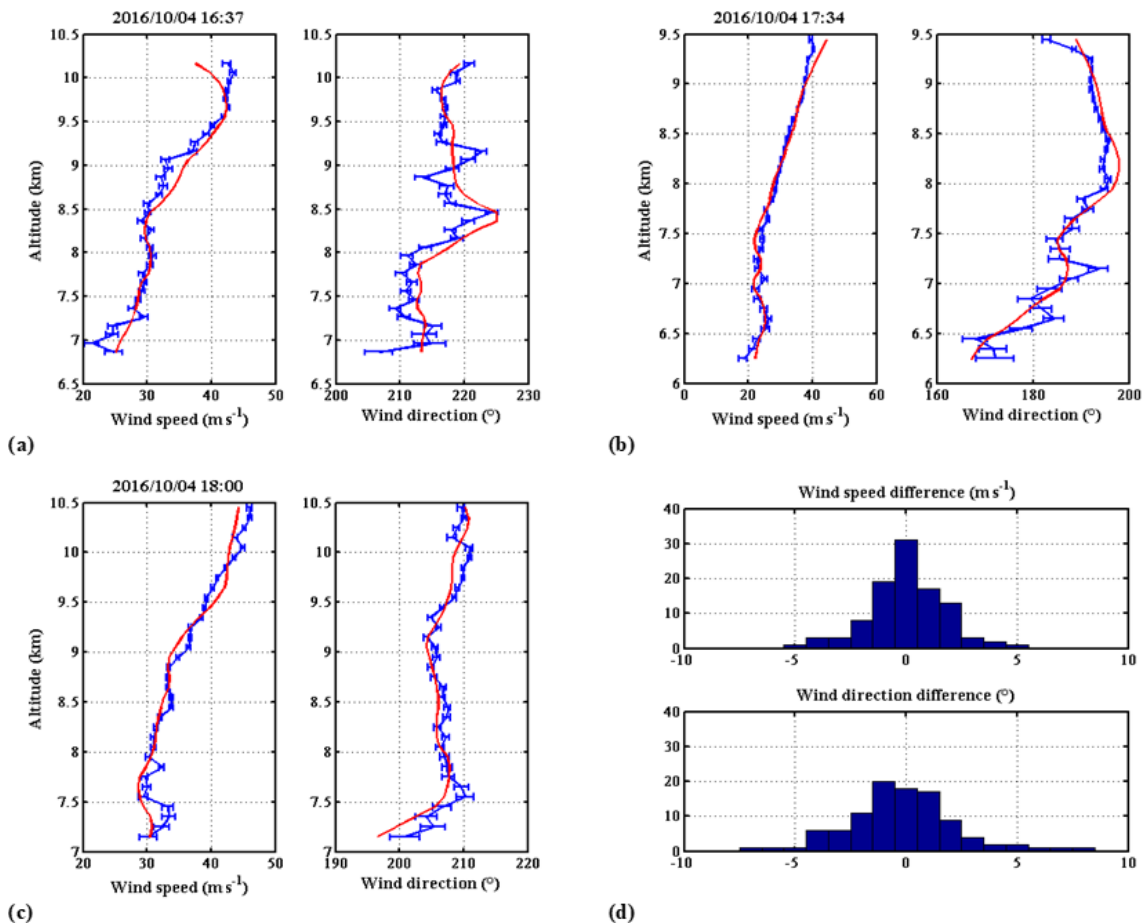 2016/10/04 16:37
10.5
10
9.5
9
8.5
8
7.5
7
6.5
20 30 40 50
Altitude (km)
Wind speed (m s⁻¹)
200 210 220 230
Wind direction (°)
(a)
2016/10/04 17:34
9.5
9
8.5
8
7.5
7
6.5
6
0 20 40 60
Altitude (km)
Wind speed (m s⁻¹)
9.5
9
8.5
8
7.5
7
6.5
6
160 180 200
Wind direction (°)
(b)
2016/10/04 18:00
10.5
10
9.5
9
8.5
8
7.5
7
20 30 40 50
Altitude (km)
Wind speed (m s⁻¹)
10.5
10
9.5
9
8.5
8
7.5
7
190 200 210 220
Wind direction (°)
(c)
Wind speed difference (m s⁻¹)
40
30
20
10
0
-10 -5 0 5 10
Wind direction difference (°)
40
30
20
10
0
-10 -5 0 5 10
(d)
10.5
10
9.5
9
8.5
8
7.5
7
6.5